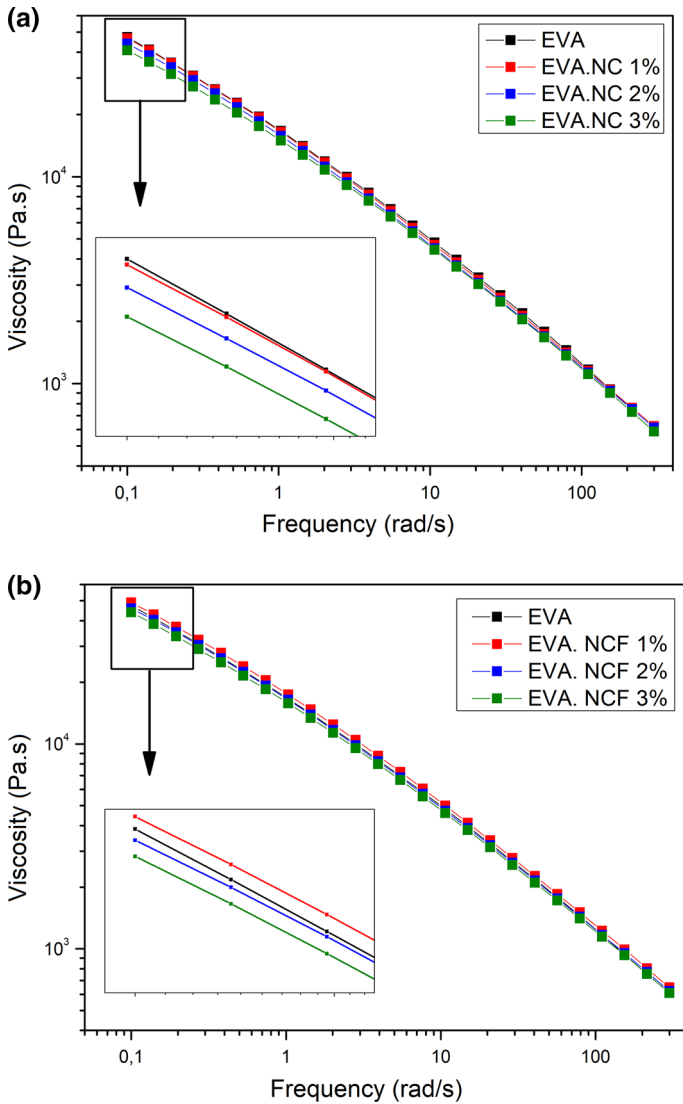 (a)
EVA
EVA.NC 1%
EVA.NC 2%
EVA.NC 3%
10⁴
10³
Viscosity (Pa.s)
0,1 1 10 100
Frequency (rad/s)
(b)
EVA
EVA. NCF 1%
EVA. NCF 2%
EVA. NCF 3%
10⁴
10³
Viscosity (Pa.s)
0,1 1 10 100
Frequency (rad/s)